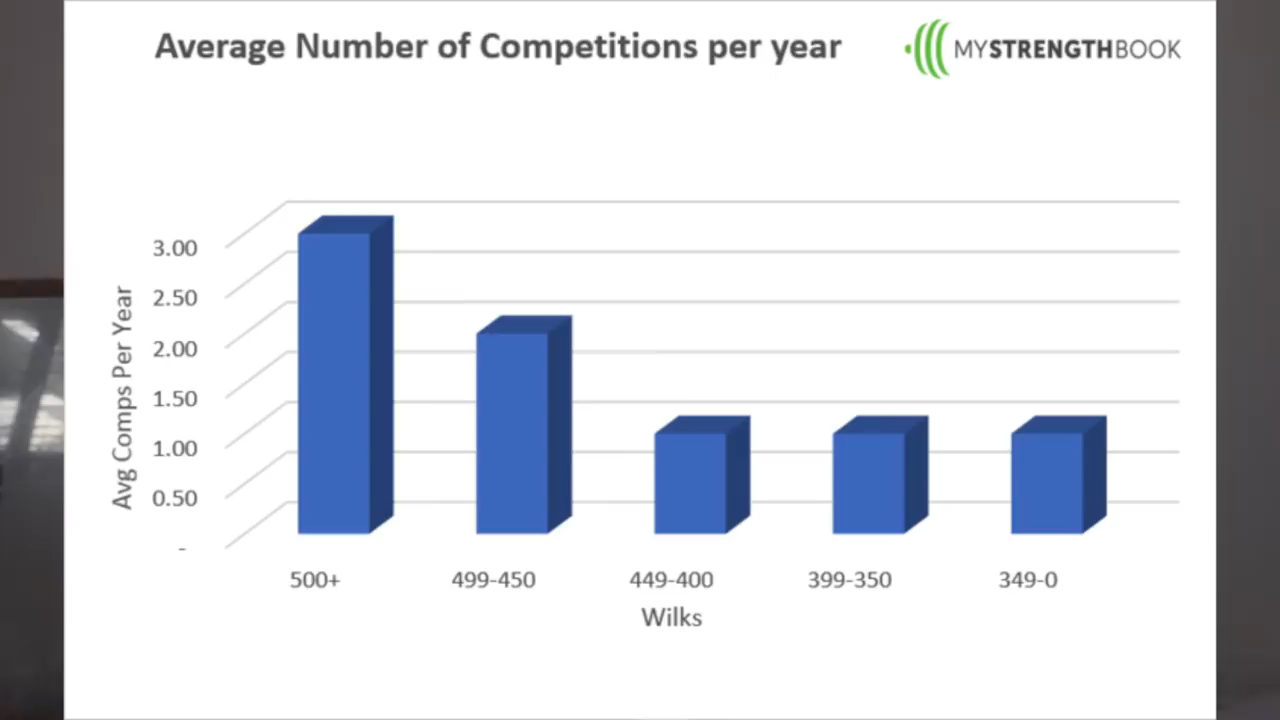 Average Number of Competitions per year
MYSTRENGTHBOOK
3.00
2.50
2.00
1.50
1.00
0.50
-
Avg Comps Per Year
500+ 499-450 449-400 399-350 349-0
Wilks